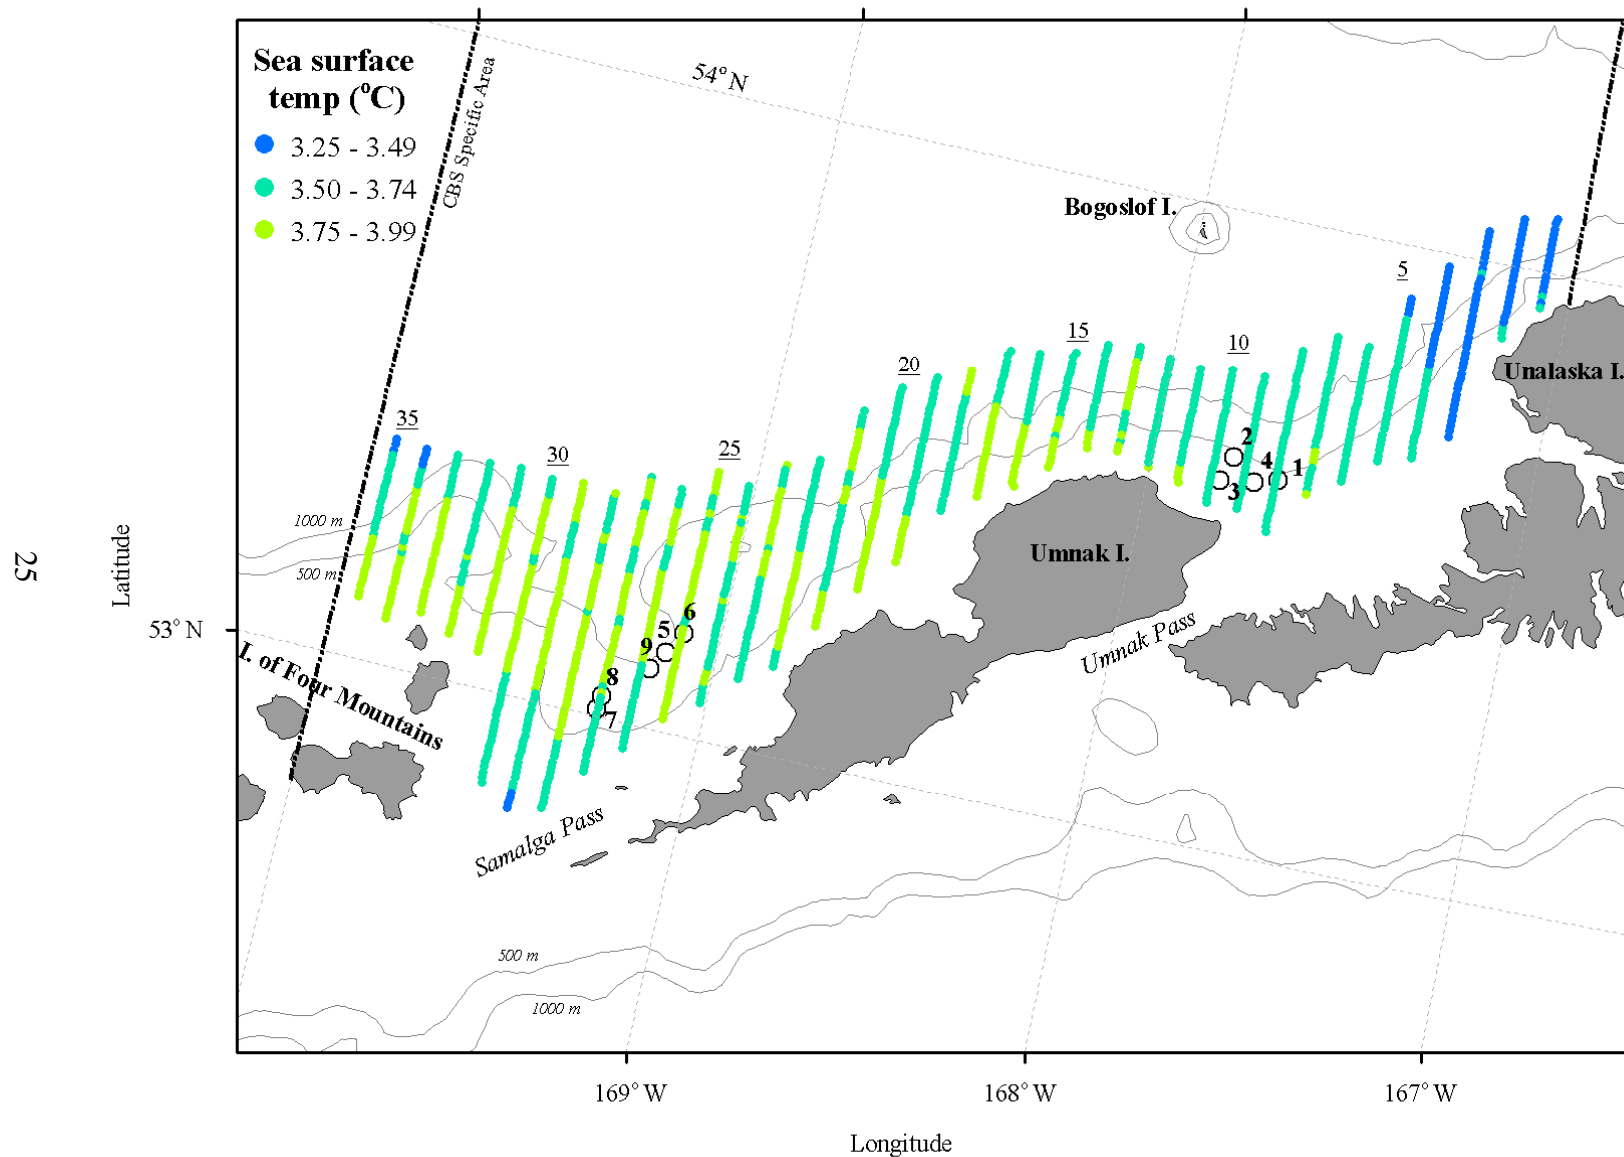 Sea surface
temp (°C)
3.25 - 3.49
3.50 - 3.74
3.75 - 3.99
CBS Specific Area
54° N
Bogoslof I.
5
15
10
20
Unalaska I.
35
30
25
2
4
1
3
1000 m
500 m
Umnak I.
Latitude
25
53° N
6
5
9
8
7
Umnak Pass
I. of Four Mountains
Samalga Pass
500 m
1000 m
169° W
168° W
167° W
Longitude